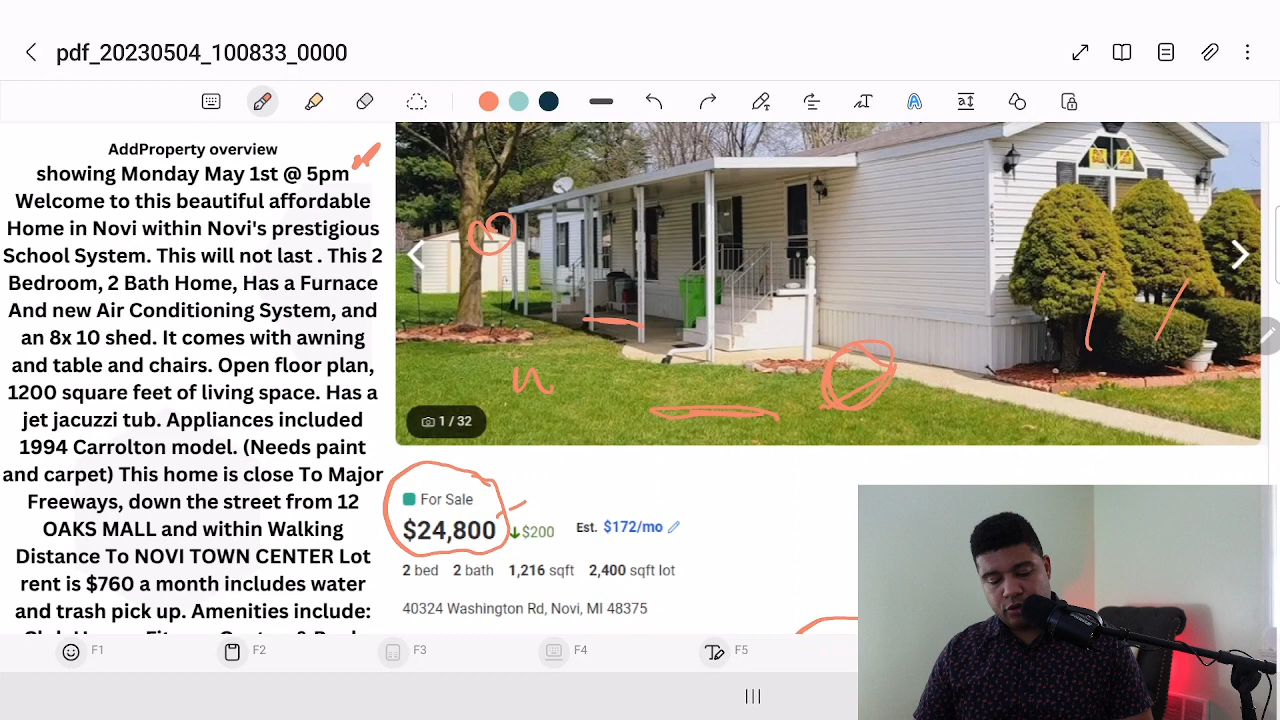 pdf_20230504_100833_0000
AddProperty overview
showing Monday May 1st @ 5pm
Welcome to this beautiful affordable
Home in Novi within Novi's prestigious
School System. This will not last . This 2
Bedroom, 2 Bath Home, Has a Furnace
And new Air Conditioning System, and
an 8x 10 shed. It comes with awning
and table and chairs. Open floor plan,
1200 square feet of living space. Has a
jet jacuzzi tub. Appliances included
1994 Carrolton model. (Needs paint
and carpet) This home is close To Major
Freeways, down the street from 12
OAKS MALL and within Walking
Distance To NOVI TOWN CENTER Lot
rent is $760 a month includes water
and trash pick up. Amenities include:
1 / 32
For Sale
$24,800 $200 Est. $172/mo
2 bed 2 bath 1,216 sqft 2,400 sqft lot
40324 Washington Rd, Novi, MI 48375
F1 F2 F3 F4 F5